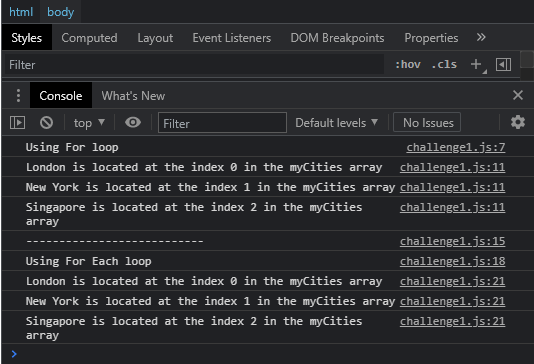 html body
Styles Computed Layout Event Listeners DOM Breakpoints Properties »
Filter :hov .cls +
Console What's New
top Filter Default levels No Issues
Using For loop challenge1.js:7
London is located at the index 0 in the myCities array challenge1.js:11
New York is located at the index 1 in the myCities array challenge1.js:11
Singapore is located at the index 2 in the myCities challenge1.js:11
array
--------------------------- challenge1.js:15
Using For Each loop challenge1.js:18
London is located at the index 0 in the myCities array challenge1.js:21
New York is located at the index 1 in the myCities array challenge1.js:21
Singapore is located at the index 2 in the myCities challenge1.js:21
array